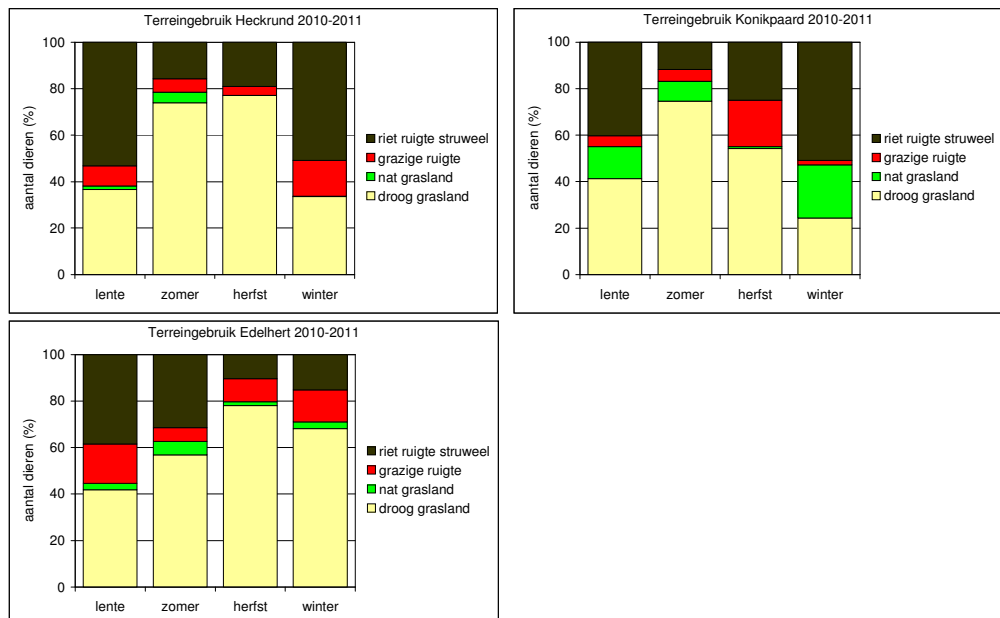 Terreingebruik Heckrund 2010-2011
aantal dieren (%)
100
80
60
40
20
0
lente zomer herfst winter
riet ruigte struweel
grazige ruigte
nat grasland
droog grasland
Terreingebruik Konikpaard 2010-2011
aantal dieren (%)
100
80
60
40
20
0
lente zomer herfst winter
riet ruigte struweel
grazige ruigte
nat grasland
droog grasland
Terreingebruik Edelhert 2010-2011
aantal dieren (%)
100
80
60
40
20
0
lente zomer herfst winter
riet ruigte struweel
grazige ruigte
nat grasland
droog grasland